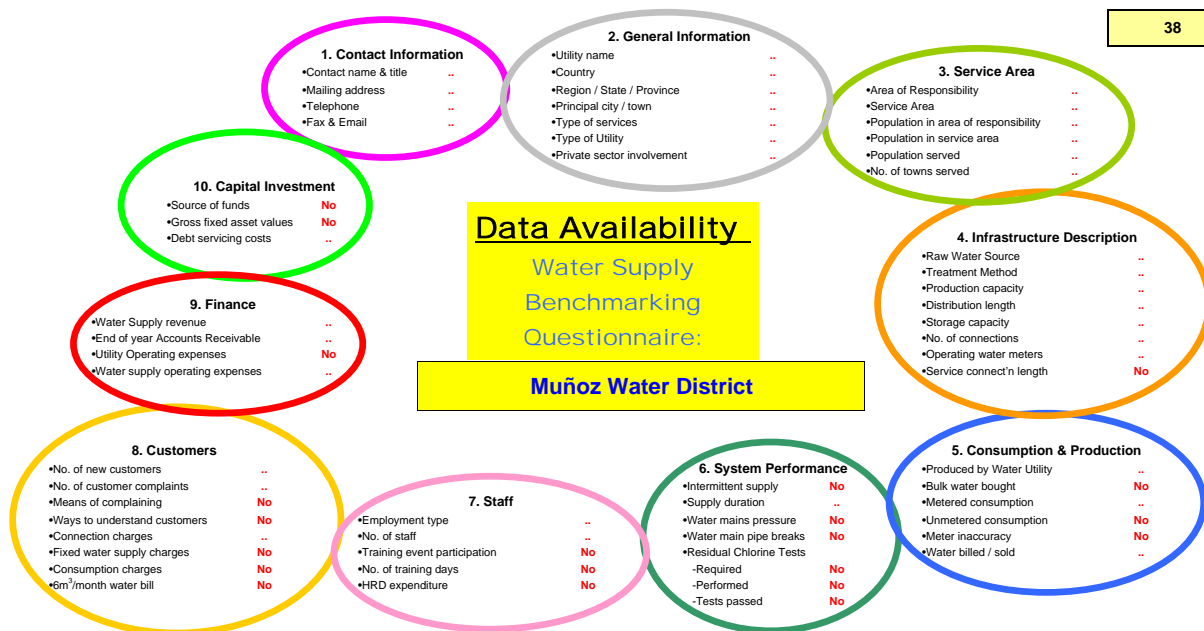 38
1. Contact Information
•Contact name & title ..
•Mailing address ..
•Telephone ..
•Fax & Email ..
2. General Information
•Utility name ..
•Country ..
•Region / State / Province ..
•Principal city / town ..
•Type of services ..
•Type of Utility ..
•Private sector involvement ..
3. Service Area
•Area of Responsibility ..
•Service Area ..
•Population in area of responsibility ..
•Population in service area ..
•Population served ..
•No. of towns served ..
10. Capital Investment
•Source of funds No
•Gross fixed asset values No
•Debt servicing costs ..
Data Availability
Water Supply
Benchmarking
Questionnaire:
Muñoz Water District
4. Infrastructure Description
•Raw Water Source ..
•Treatment Method ..
•Production capacity ..
•Distribution length ..
•Storage capacity ..
•No. of connections ..
•Operating water meters ..
•Service connect'n length No
9. Finance
•Water Supply revenue ..
•End of year Accounts Receivable ..
•Utility Operating expenses No
•Water supply operating expenses ..
8. Customers
•No. of new customers ..
•No. of customer complaints ..
•Means of complaining No
•Ways to understand customers No
•Connection charges ..
•Fixed water supply charges No
•Consumption charges No
•6m³/month water bill No
7. Staff
•Employment type ..
•No. of staff ..
•Training event participation No
•No. of training days No
•HRD expenditure No
6. System Performance
•Intermittent supply No
•Supply duration ..
•Water mains pressure No
•Water main pipe breaks No
•Residual Chlorine Tests
-Required No
-Performed No
-Tests passed No
5. Consumption & Production
•Produced by Water Utility ..
•Bulk water bought No
•Metered consumption ..
•Unmetered consumption No
•Meter inaccuracy No
•Water billed / sold ..